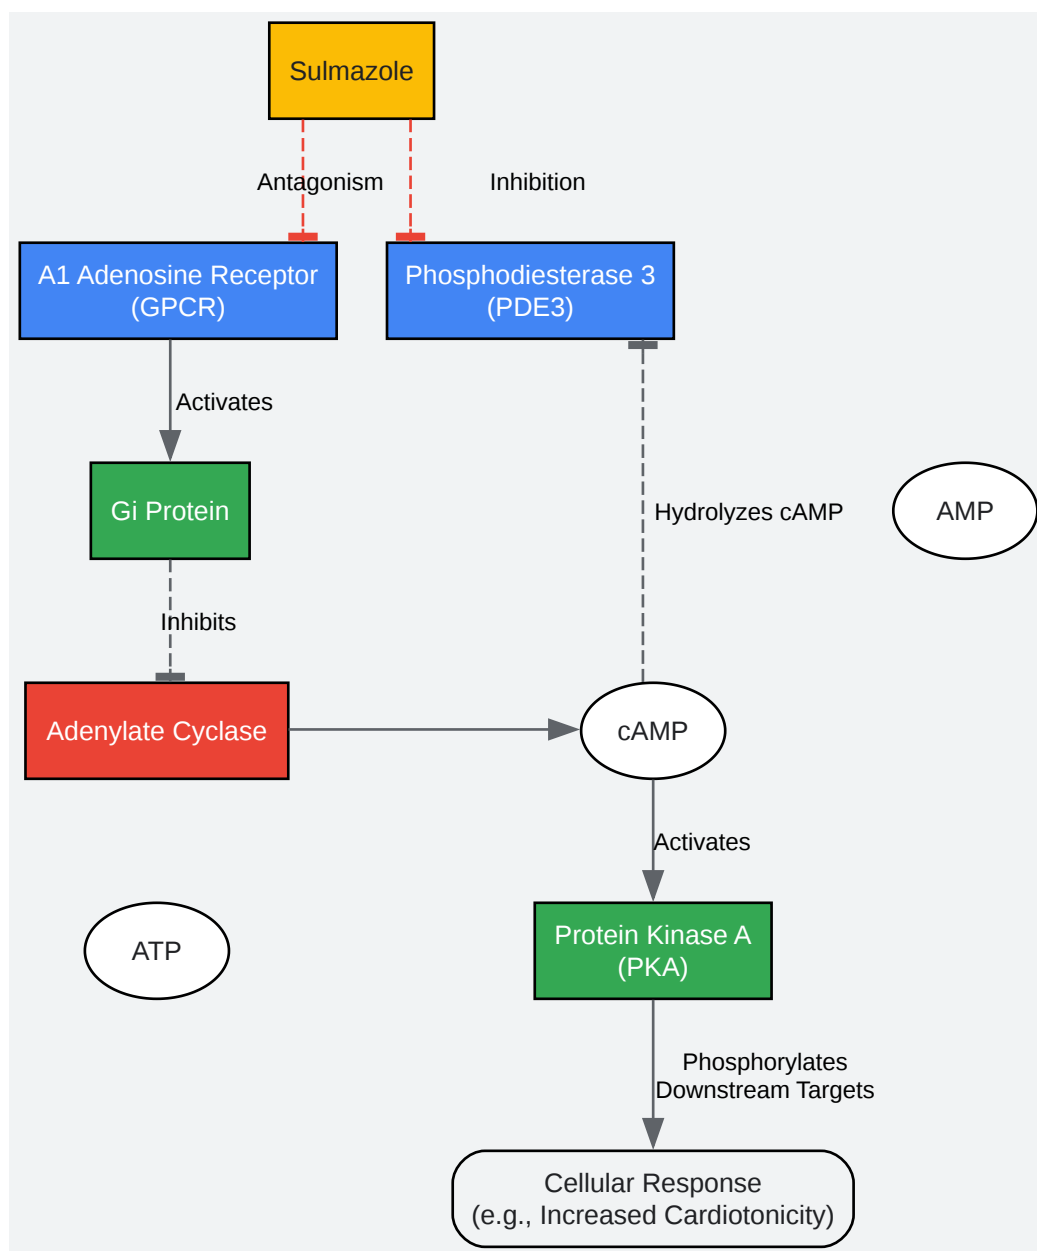 Sulmazole
Antagonism
Inhibition
A1 Adenosine Receptor
(GPCR)
Phosphodiesterase 3
(PDE3)
Activates
Gi Protein
Hydrolyzes cAMP
AMP
Inhibits
Adenylate Cyclase
cAMP
Activates
ATP
Protein Kinase A
(PKA)
Phosphorylates
Downstream Targets
Cellular Response
(e.g., Increased Cardiotonicity)